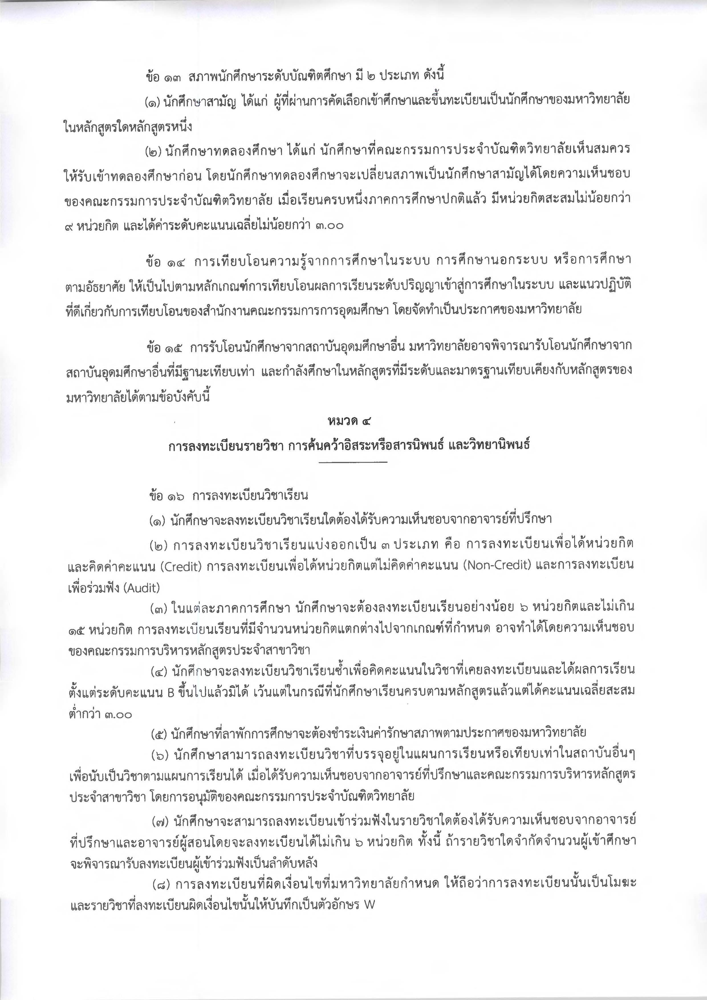 ข้อ ๑๓ สภาพนักศึกษาระดับบัณฑิตศึกษา มี ๒ ประเภท ดังนี้
(๑) นักศึกษาสามัญ ได้แก่ ผู้ที่ผ่านการคัดเลือกเข้าศึกษาและขึ้นทะเบียนเป็นนักศึกษาของมหาวิทยาลัย
ในหลักสูตรใดหลักสูตรหนึ่ง
(๒) นักศึกษาทดลองศึกษา ได้แก่ นักศึกษาที่คณะกรรมการประจำบัณฑิตวิทยาลัยเห็นสมควร
ให้รับเข้าทดลองศึกษาก่อน โดยนักศึกษาทดลองศึกษาจะเปลี่ยนสภาพเป็นนักศึกษาสามัญได้โดยความเห็นชอบ
ของคณะกรรมการประจำบัณฑิตวิทยาลัย เมื่อเรียนครบหนึ่งภาคการศึกษาปกติแล้ว มีหน่วยกิตสะสมไม่น้อยกว่า
๙ หน่วยกิต และได้ค่าระดับคะแนนเฉลี่ยไม่น้อยกว่า ๓.๐๐
ข้อ ๑๔ การเทียบโอนความรู้จากการศึกษาในระบบ การศึกษานอกระบบ หรือการศึกษา
ตามอัธยาศัย ให้เป็นไปตามหลักเกณฑ์การเทียบโอนผลการเรียนระดับปริญญาเข้าสู่การศึกษาในระบบ และแนวปฏิบัติ
ที่ดีเกี่ยวกับการเทียบโอนของสำนักงานคณะกรรมการการอุดมศึกษา โดยจัดทำเป็นประกาศของมหาวิทยาลัย
ข้อ ๑๕ การรับโอนนักศึกษาจากสถาบันอุดมศึกษาอื่น มหาวิทยาลัยอาจพิจารณารับโอนนักศึกษาจาก
สถาบันอุดมศึกษาอื่นที่มีฐานะเทียบเท่า และกำลังศึกษาในหลักสูตรที่มีระดับและมาตรฐานเทียบเคียงกับหลักสูตรของ
มหาวิทยาลัยได้ตามข้อบังคับนี้
หมวด ๔
การลงทะเบียนรายวิชา การค้นคว้าอิสระหรือสารนิพนธ์ และวิทยานิพนธ์
ข้อ ๑๖ การลงทะเบียนวิชาเรียน
(๑) นักศึกษาจะลงทะเบียนวิชาเรียนใดต้องได้รับความเห็นชอบจากอาจารย์ที่ปรึกษา
(๒) การลงทะเบียนวิชาเรียนแบ่งออกเป็น ๓ ประเภท คือ การลงทะเบียนเพื่อได้หน่วยกิต
และคิดค่าคะแนน (Credit) การลงทะเบียนเพื่อได้หน่วยกิตแต่ไม่คิดค่าคะแนน (Non-Credit) และการลงทะเบียน
เพื่อร่วมฟัง (Audit)
(๓) ในแต่ละภาคการศึกษา นักศึกษาจะต้องลงทะเบียนเรียนอย่างน้อย ๖ หน่วยกิตและไม่เกิน
๑๕ หน่วยกิต การลงทะเบียนเรียนที่มีจำนวนหน่วยกิตแตกต่างไปจากเกณฑ์ที่กำหนด อาจทำได้โดยความเห็นชอบ
ของคณะกรรมการบริหารหลักสูตรประจำสาขาวิชา
(๔) นักศึกษาจะลงทะเบียนวิชาเรียนซ้ำเพื่อคิดคะแนนในวิชาที่เคยลงทะเบียนและได้ผลการเรียน
ตั้งแต่ระดับคะแนน B ขึ้นไปแล้วมิได้ เว้นแต่ในกรณีที่นักศึกษาเรียนครบตามหลักสูตรแล้วแต่ได้คะแนนเฉลี่ยสะสม
ต่ำกว่า ๓.๐๐
(๕) นักศึกษาที่ลาพักการศึกษาจะต้องชำระเงินค่ารักษาสภาพตามประกาศของมหาวิทยาลัย
(๖) นักศึกษาสามารถลงทะเบียนวิชาที่บรรจุอยู่ในแผนการเรียนหรือเทียบเท่าในสถาบันอื่นๆ
เพื่อนับเป็นวิชาตามแผนการเรียนได้ เมื่อได้รับความเห็นชอบจากอาจารย์ที่ปรึกษาและคณะกรรมการบริหารหลักสูตร
ประจำสาขาวิชา โดยการอนุมัติของคณะกรรมการประจำบัณฑิตวิทยาลัย
(๗) นักศึกษาจะสามารถลงทะเบียนเข้าร่วมฟังในรายวิชาใดต้องได้รับความเห็นชอบจากอาจารย์
ที่ปรึกษาและอาจารย์ผู้สอนโดยจะลงทะเบียนได้ไม่เกิน ๖ หน่วยกิต ทั้งนี้ ถ้ารายวิชาใดจำกัดจำนวนผู้เข้าศึกษา
จะพิจารณารับลงทะเบียนผู้เข้าร่วมฟังเป็นลำดับหลัง
(๘) การลงทะเบียนที่ผิดเงื่อนไขที่มหาวิทยาลัยกำหนด ให้ถือว่าการลงทะเบียนนั้นเป็นโมฆะ
และรายวิชาที่ลงทะเบียนผิดเงื่อนไขนั้นให้บันทึกเป็นตัวอักษร W